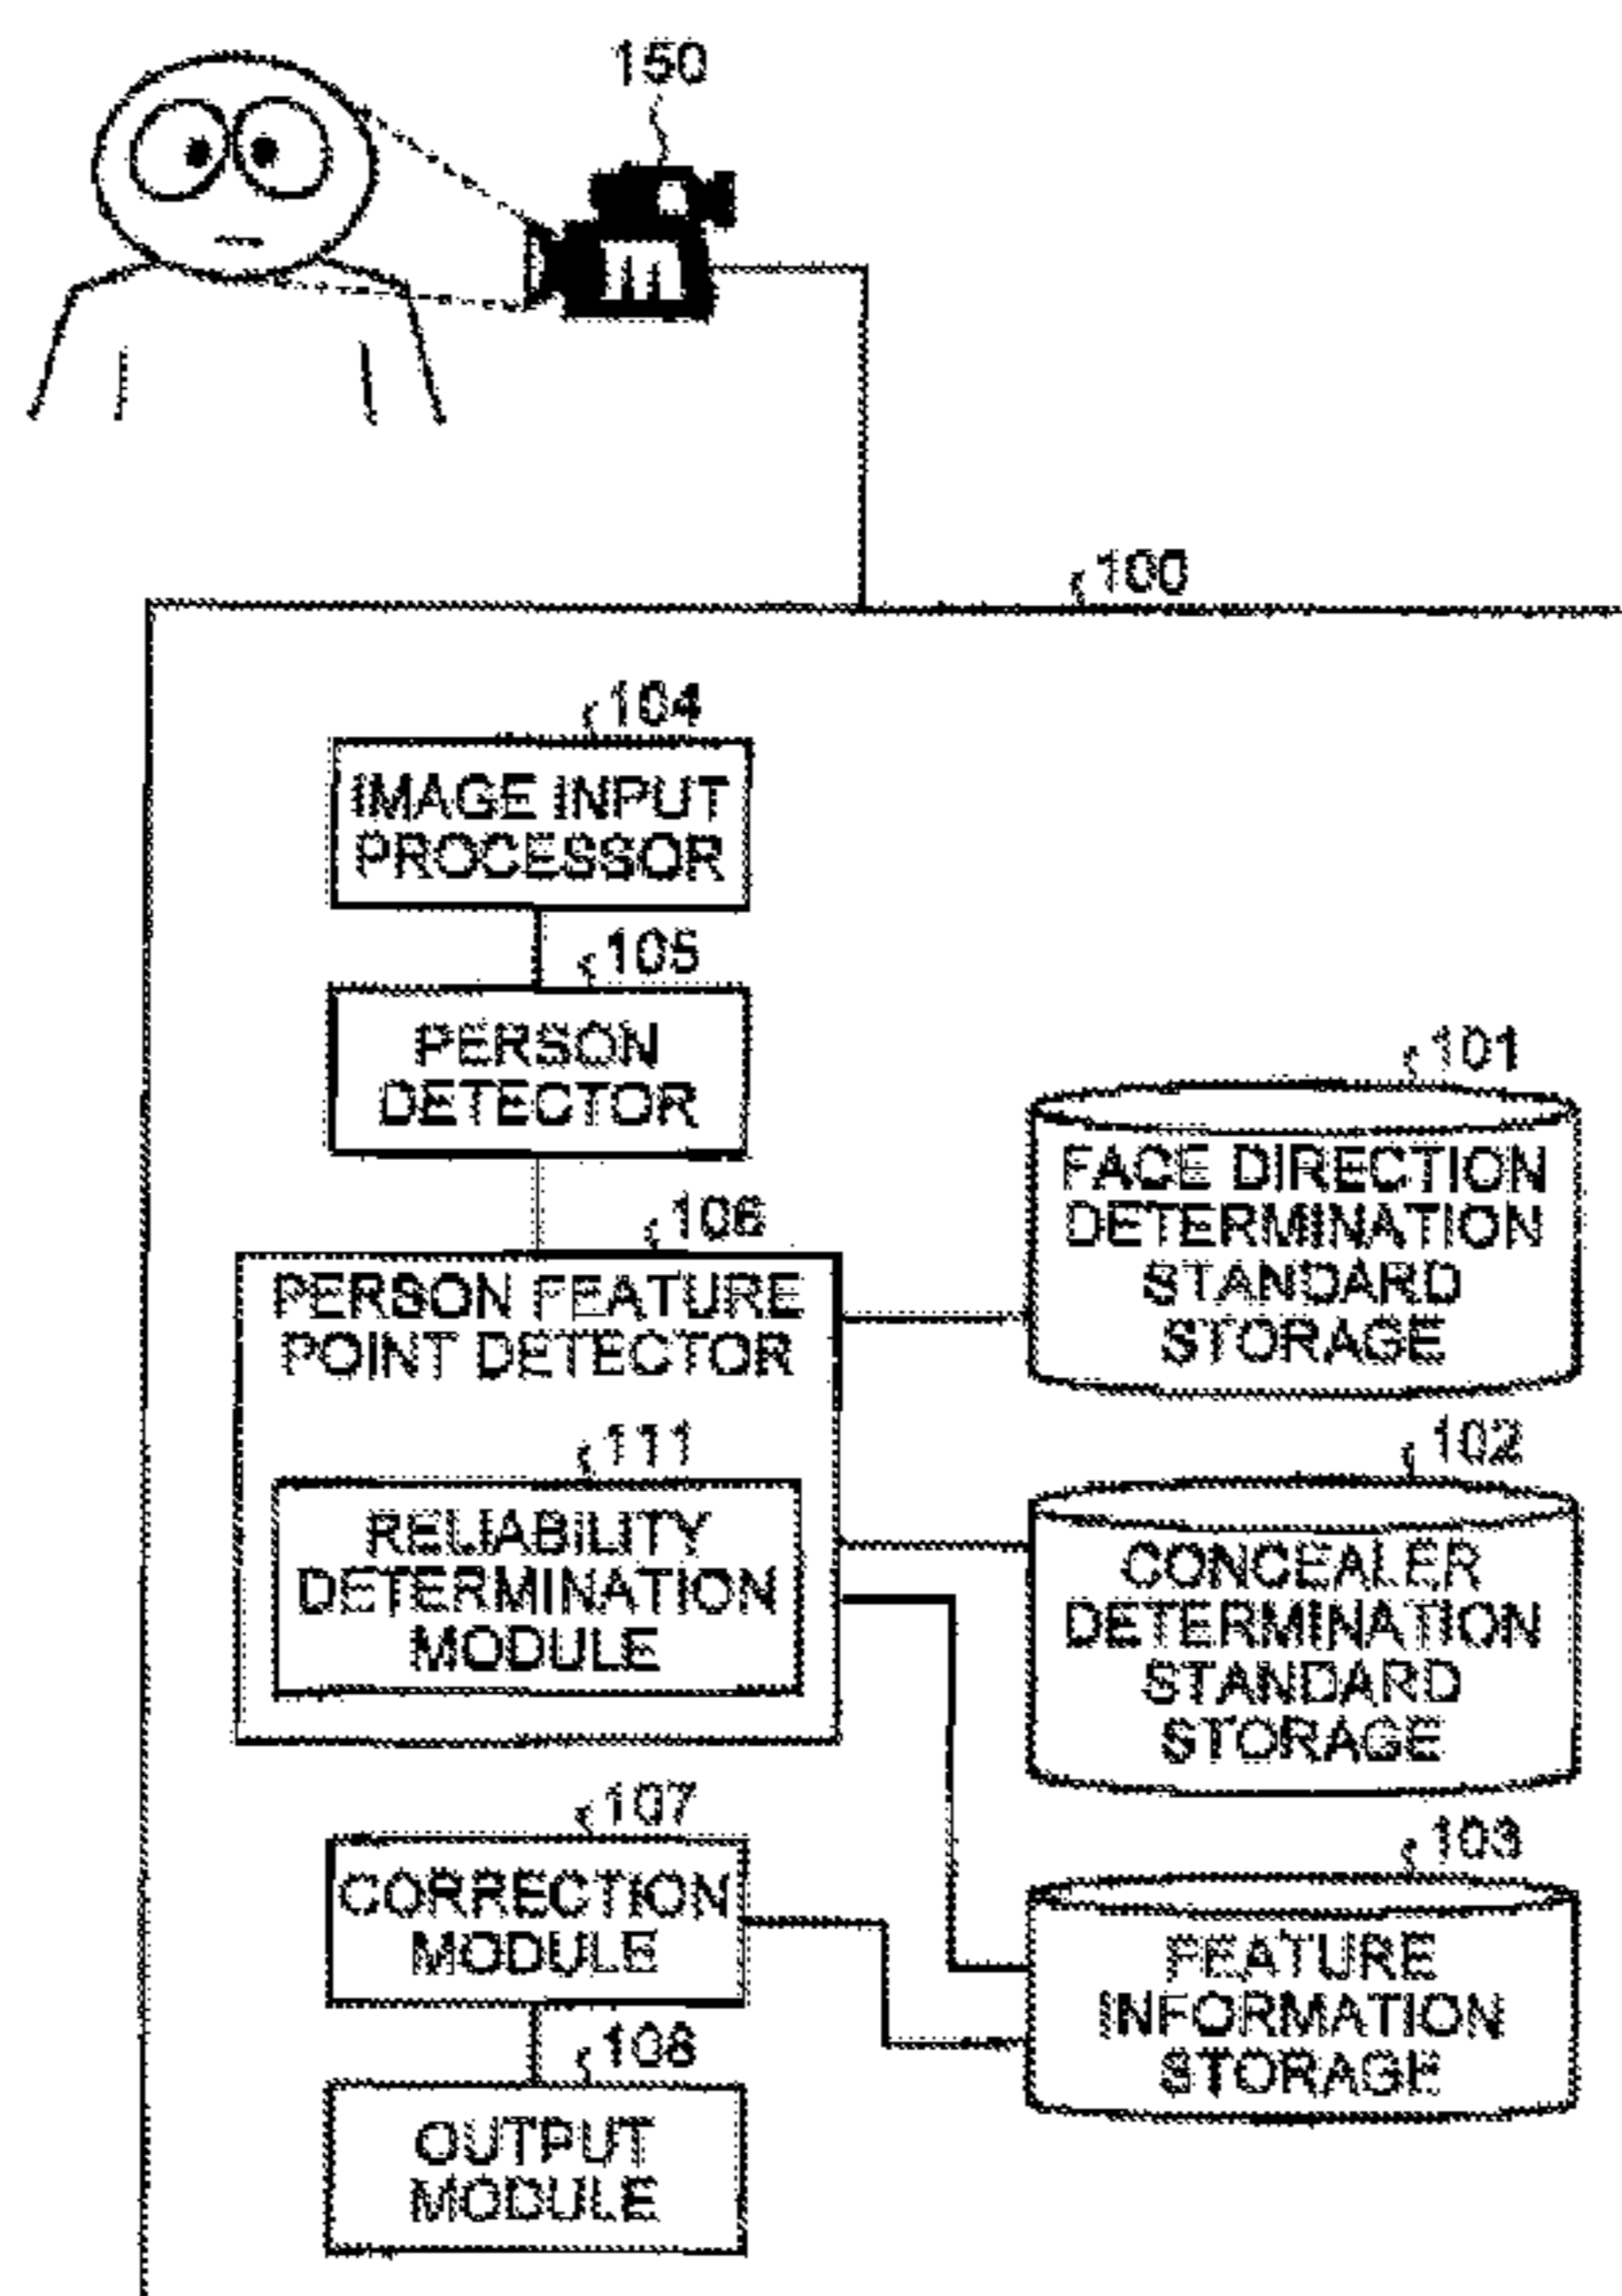 150
100
104
IMAGE INPUT
PROCESSOR
105
PERSON
DETECTOR
106
PERSON FEATURE
POINT DETECTOR
111
RELIABILITY
DETERMINATION
MODULE
107
CORRECTION
MODULE
108
OUTPUT
MODULE
101
FACE DIRECTION
DETERMINATION
STANDARD
STORAGE
102
CONCEALER
DETERMINATION
STANDARD
STORAGE
103
FEATURE
INFORMATION
STORAGE